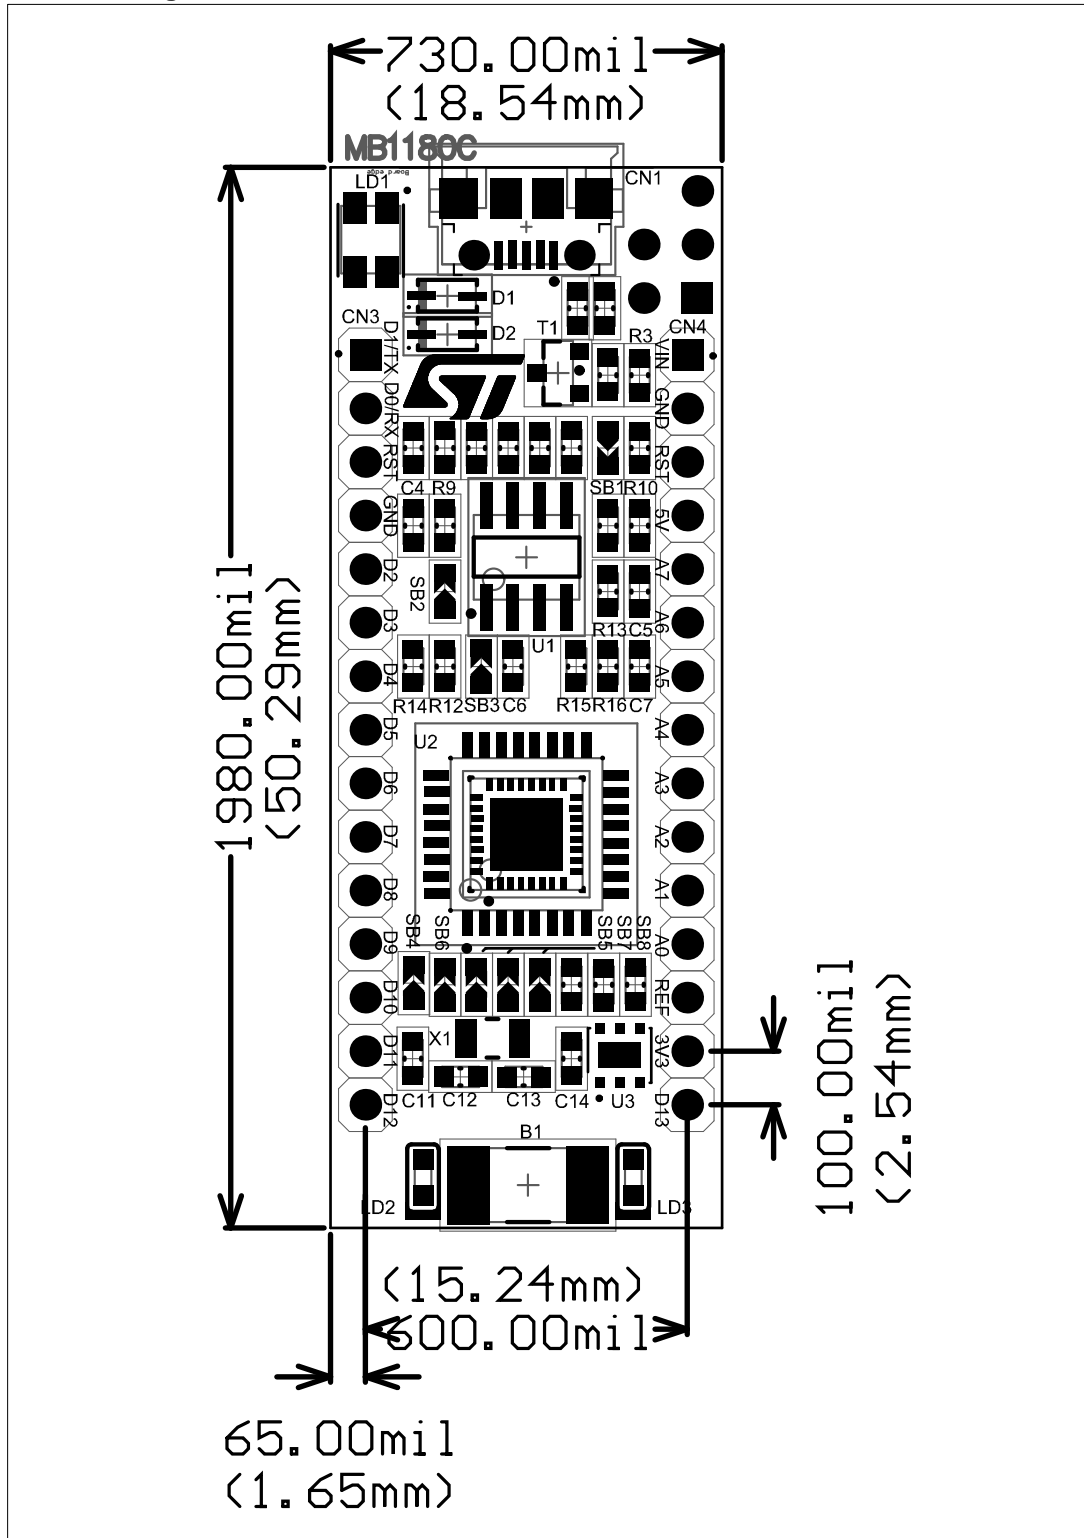 730.00mil
(18.54mm)
MB1180C
Board edge
LD1
CN1
D1
CN3
T1
CN4
D2
R3
D1/TX
VIN
D0/RX
GND
RST
RST
C4
R9
SB1
R10
GND
5V
D2
SB2
A7
D3
A6
R13
C5
U1
D4
A5
R14
R12
SB3
C6
R15
R16
C7
D5
U2
A4
D6
A3
D7
A2
D8
A1
D9
SB4
SB6
SB5
SB7
SB8
A0
D10
REF
D11
X1
3V3
C11
C12
C13
C14
U3
D12
D13
B1
LD2
LD3
1980.00mil
(50.29mm)
100.00mil
(2.54mm)
(15.24mm)
600.00mil
65.00mil
(1.65mm)
ST